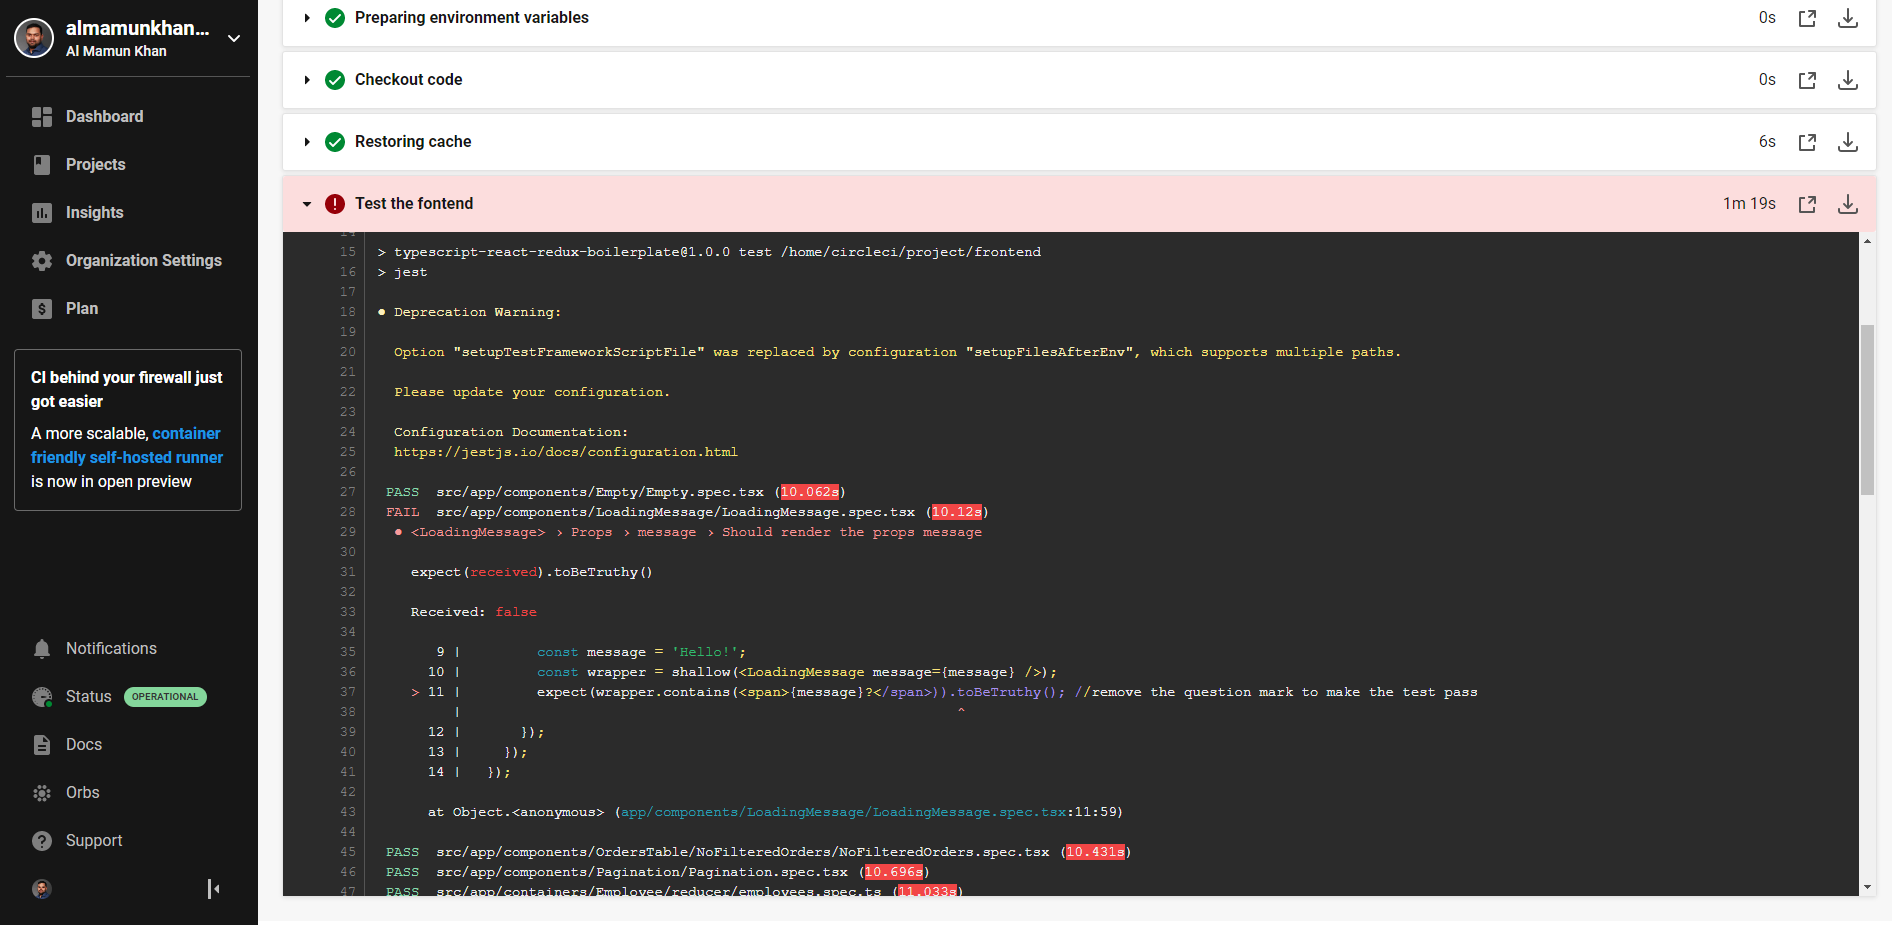 almamunkhan...
Al Mamun Khan
Dashboard
Projects
Insights
Organization Settings
Plan
CI behind your firewall just
got easier
A more scalable, container
friendly self-hosted runner
is now in open preview
Notifications
Status OPERATIONAL
Docs
Orbs
Support
Preparing environment variables 0s
Checkout code 0s
Restoring cache 6s
Test the fontend 1m 19s
14
15 > typescript-react-redux-boilerplate@1.0.0 test /home/circleci/project/frontend
16 > jest
17
18 ● Deprecation Warning:
19
20 Option "setupTestFrameworkScriptFile" was replaced by configuration "setupFilesAfterEnv", which supports multiple paths.
21
22 Please update your configuration.
23
24 Configuration Documentation:
25 https://jestjs.io/docs/configuration.html
26
27 PASS src/app/components/Empty/Empty.spec.tsx (10.062s)
28 FAIL src/app/components/LoadingMessage/LoadingMessage.spec.tsx (10.12s)
29 ● <LoadingMessage> › Props › message › Should render the props message
30
31 expect(received).toBeTruthy()
32
33 Received: false
34
35 9 | const message = 'Hello!';
36 10 | const wrapper = shallow(<LoadingMessage message={message} />);
37 > 11 | expect(wrapper.contains(<span>{message}?</span>)).toBeTruthy(); //remove the question mark to make the test pass
38 | ^
39 12 | });
40 13 | });
41 14 | });
42
43 at Object.<anonymous> (app/components/LoadingMessage/LoadingMessage.spec.tsx:11:59)
44
45 PASS src/app/components/OrdersTable/NoFilteredOrders/NoFilteredOrders.spec.tsx (10.431s)
46 PASS src/app/components/Pagination/Pagination.spec.tsx (10.696s)
47 PASS src/app/containers/Employee/reducer/employees.spec.ts (11.033s)